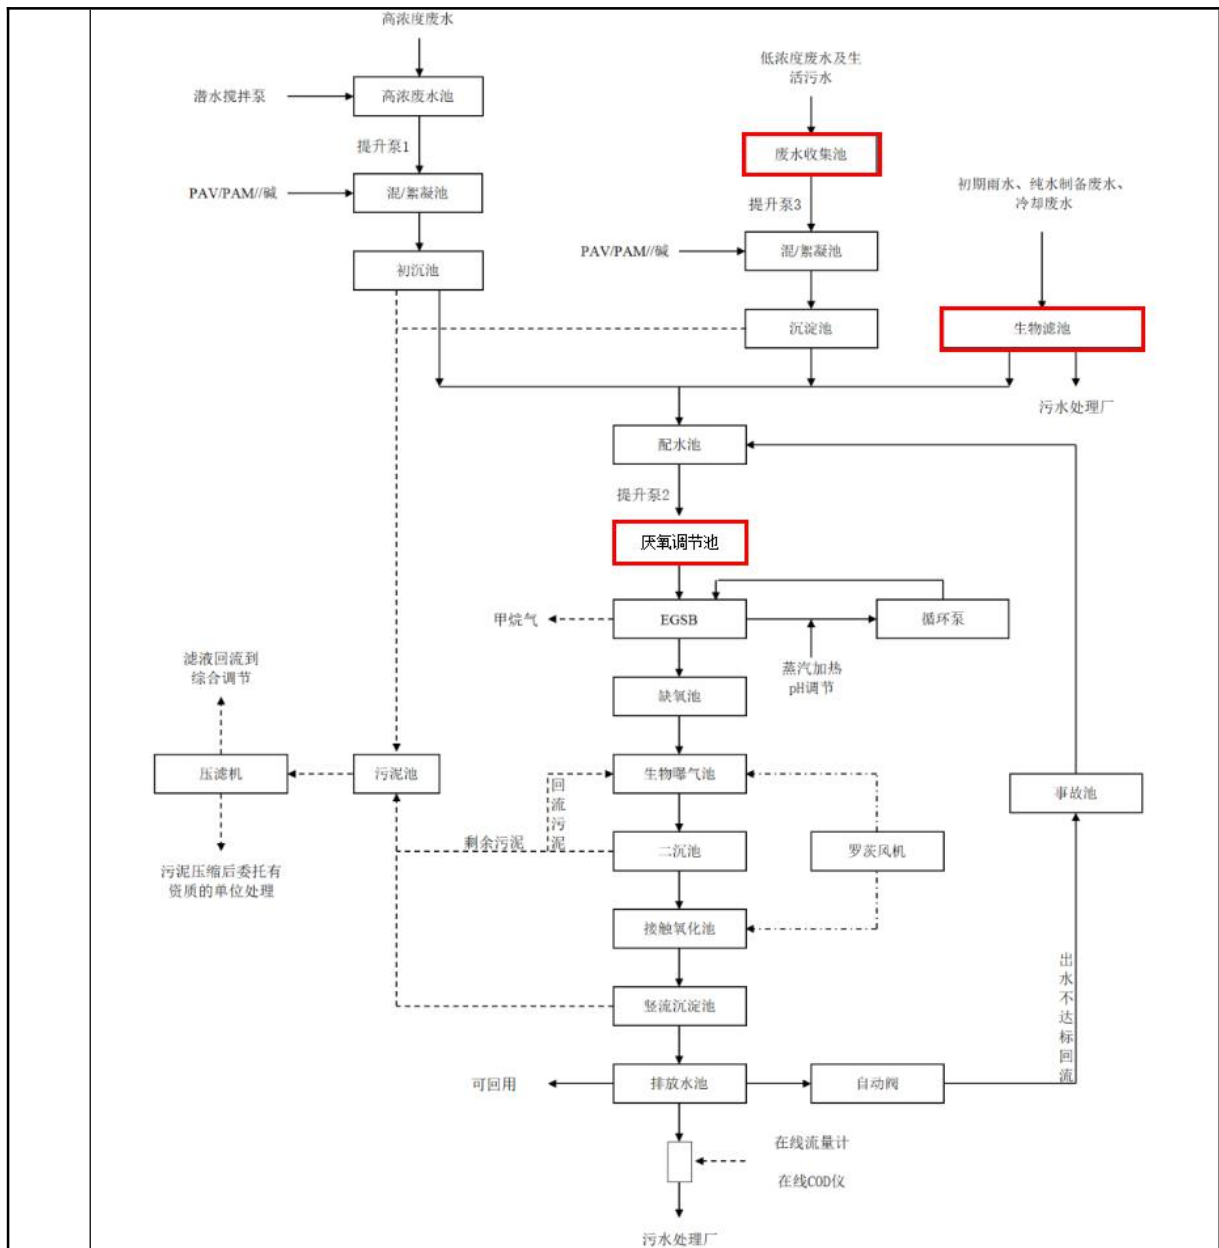 高浓度废水
低浓度废水及生
活污水
潜水搅拌泵
高浓废水池
提升泵1
废水收集池
PAV/PAM//碱
混/絮凝池
提升泵3
初期雨水、纯水制备废水、
冷却废水
PAV/PAM//碱
混/絮凝池
初沉池
沉淀池
生物滤池
污水处理厂
配水池
提升泵2
厌氧调节池
甲烷气
EGSB
循环泵
滤液回流到
综合调节
蒸汽加热
pH调节
缺氧池
压滤机
污泥池
回流污泥
生物曝气池
事故池
剩余污泥
二沉池
罗茨风机
污泥压缩后委托有
资质的单位处理
接触氧化池
出水不达标回流
竖流沉淀池
可回用
排放水池
自动阀
在线流量计
在线COD仪
污水处理厂